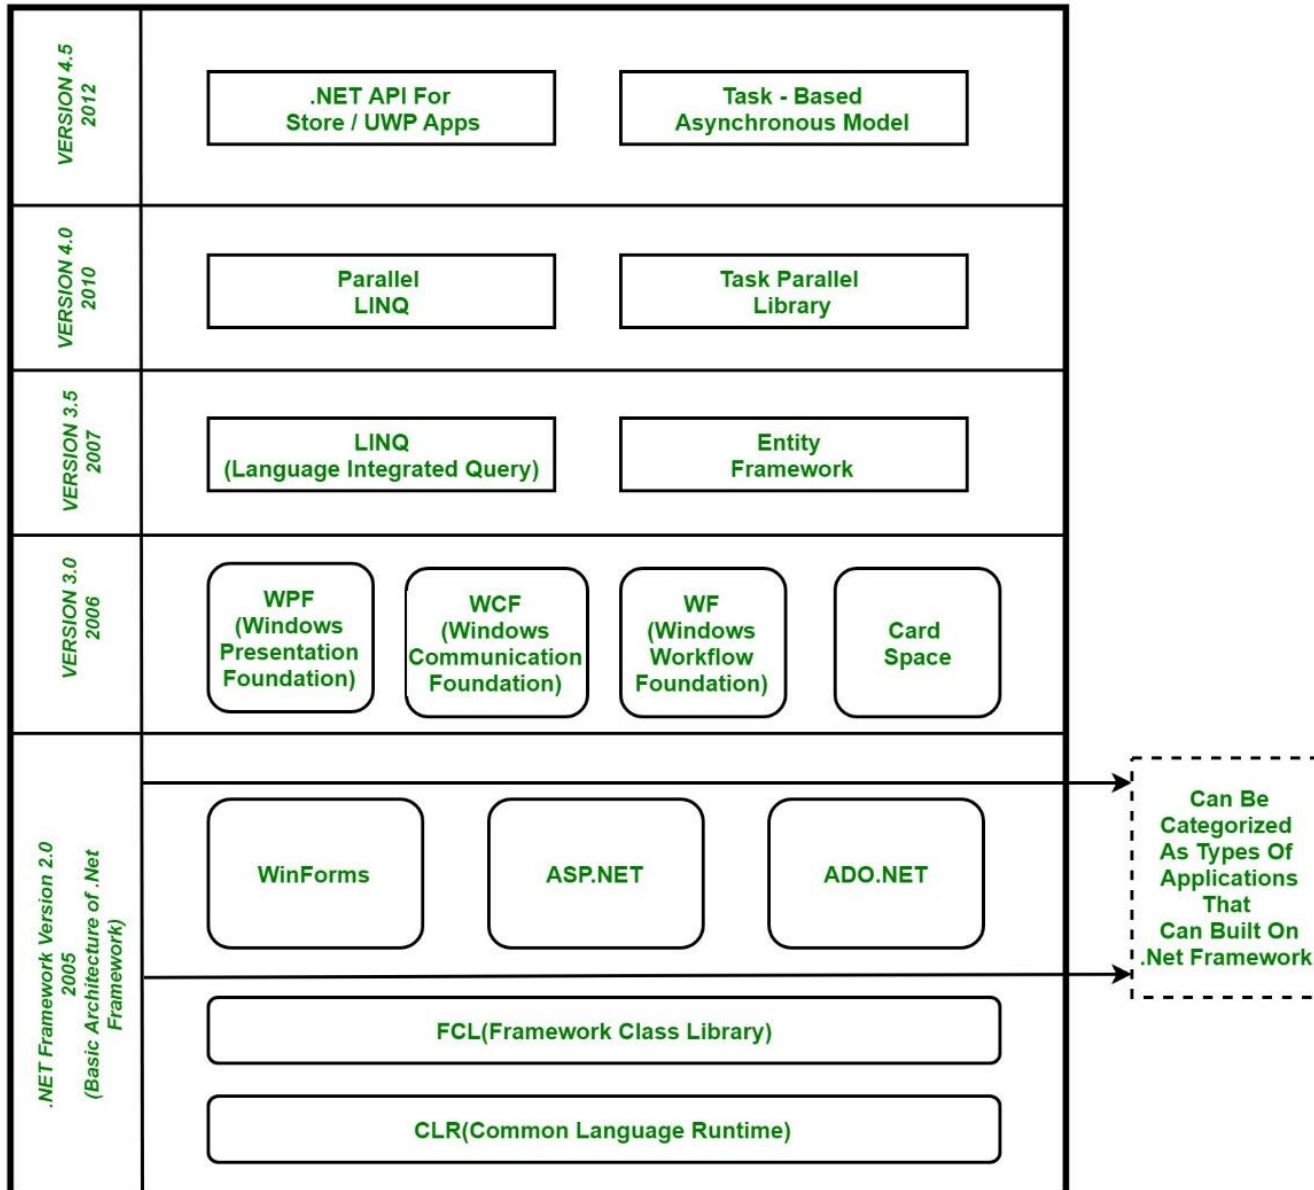 VERSION 4.5
2012
.NET API For
Store / UWP Apps
Task - Based
Asynchronous Model
VERSION 4.0
2010
Parallel
LINQ
Task Parallel
Library
VERSION 3.5
2007
LINQ
(Language Integrated Query)
Entity
Framework
VERSION 3.0
2006
WPF
(Windows
Presentation
Foundation)
WCF
(Windows
Communication
Foundation)
WF
(Windows
Workflow
Foundation)
Card
Space
.NET Framework Version 2.0
2005
(Basic Architecture of .Net
Framework)
WinForms
ASP.NET
ADO.NET
Can Be
Categorized
As Types Of
Applications
That
Can Built On
.Net Framework
FCL(Framework Class Library)
CLR(Common Language Runtime)